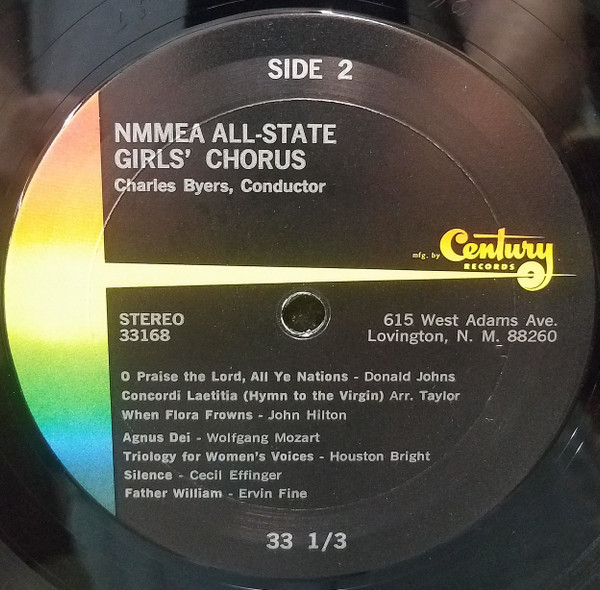 SIDE 2
NMMEA ALL-STATE
GIRLS' CHORUS
Charles Byers, Conductor
mfg. by Century
RECORDS
STEREO
33168
615 West Adams Ave.
Lovington, N. M. 88260
O Praise the Lord, All Ye Nations - Donald Johns
Concordi Laetitia (Hymn to the Virgin) Arr. Taylor
When Flora Frowns - John Hilton
Agnus Dei - Wolfgang Mozart
Triology for Women's Voices - Houston Bright
Silence - Cecil Effinger
Father William - Ervin Fine
33 1/3